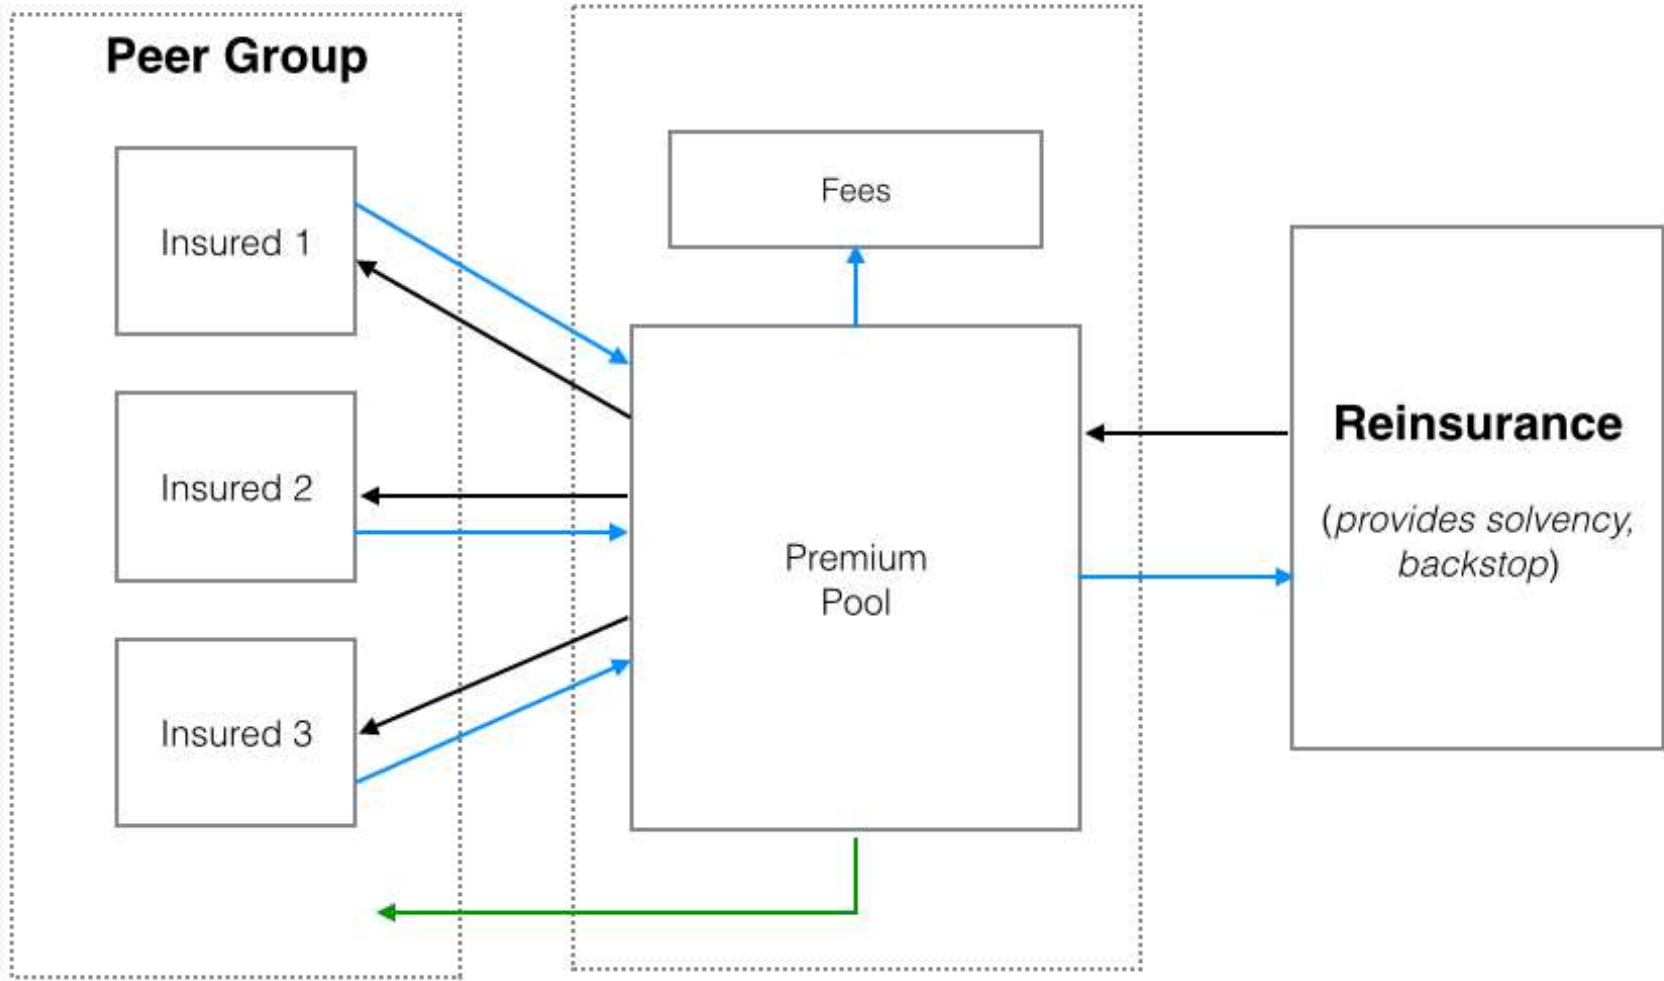 Peer Group
Insured 1
Insured 2
Insured 3
Fees
Premium
Pool
Reinsurance
(provides solvency,
backstop)